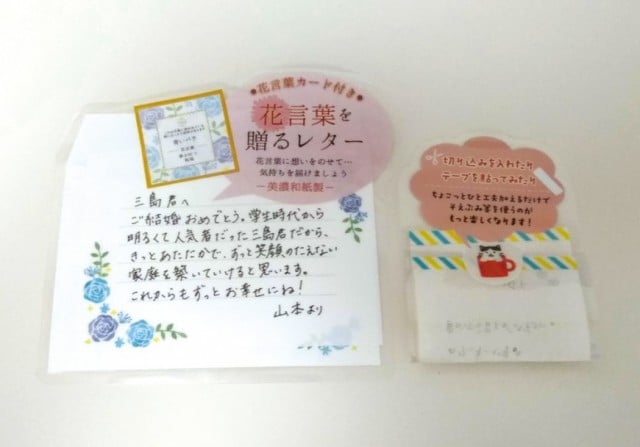 花言葉カード付き
花言葉を
贈るレター
花言葉に想いをのせて…
気持ちを届けましょう
美濃和紙製
三島君へ
ご結婚おめでとう。学生時代から
明るくて人気者だった三島君だから、
きっとあたたかで、ずっと笑顔のたえない
家庭を築いていけると思います。
これからもずっとお幸せにね！
山本より
切り込みを入れたり
テープを貼ってみたり
ちょこっとひと工夫加えるだけで
そえぶみ箋を使うのが
もっと楽しくなります！